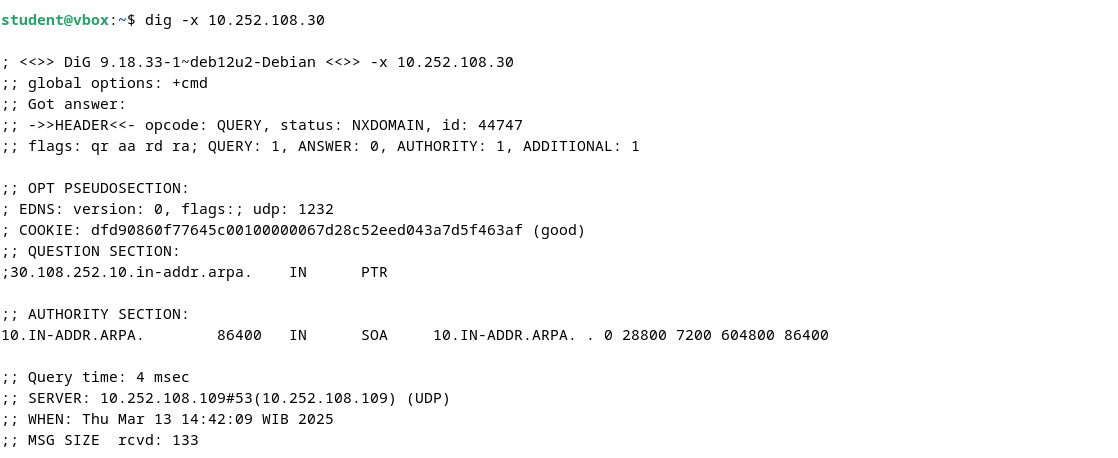 student@vbox:~$ dig -x 10.252.108.30
; <<>> DiG 9.18.33-1~deb12u2-Debian <<>> -x 10.252.108.30
;; global options: +cmd
;; Got answer:
;; ->>HEADER<<- opcode: QUERY, status: NXDOMAIN, id: 44747
;; flags: qr aa rd ra; QUERY: 1, ANSWER: 0, AUTHORITY: 1, ADDITIONAL: 1
;; OPT PSEUDOSECTION:
; EDNS: version: 0, flags:; udp: 1232
; COOKIE: dfd90860f77645c00100000067d28c52eed043a7d5f463af (good)
;; QUESTION SECTION:
;30.108.252.10.in-addr.arpa.    IN      PTR
;; AUTHORITY SECTION:
10.IN-ADDR.ARPA.        86400   IN      SOA     10.IN-ADDR.ARPA. . 0 28800 7200 604800 86400
;; Query time: 4 msec
;; SERVER: 10.252.108.109#53(10.252.108.109) (UDP)
;; WHEN: Thu Mar 13 14:42:09 WIB 2025
;; MSG SIZE  rcvd: 133